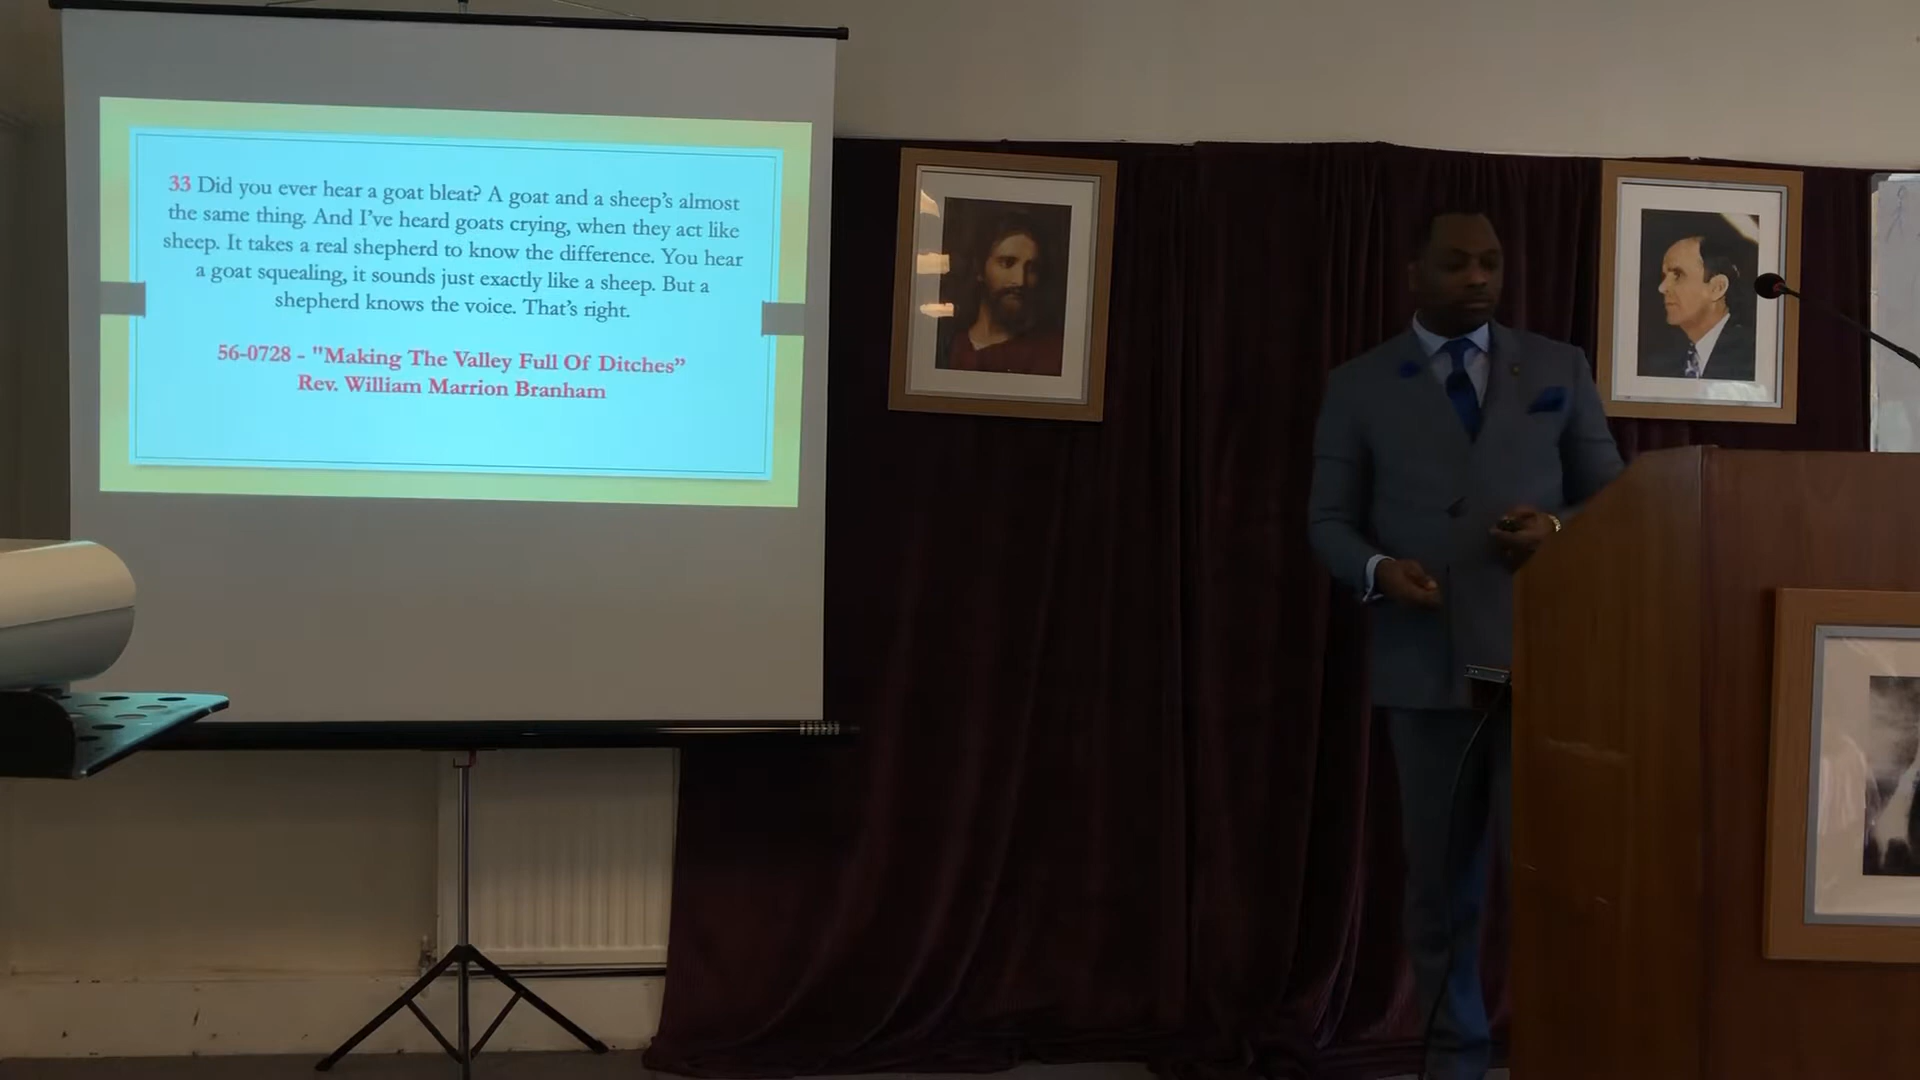 33 Did you ever hear a goat bleat? A goat and a sheep's almost
the same thing. And I've heard goats crying, when they act like
sheep. It takes a real shepherd to know the difference. You hear
a goat squealing, it sounds just exactly like a sheep. But a
shepherd knows the voice. That's right.
56-0728 - "Making The Valley Full Of Ditches”
Rev. William Marrion Branham